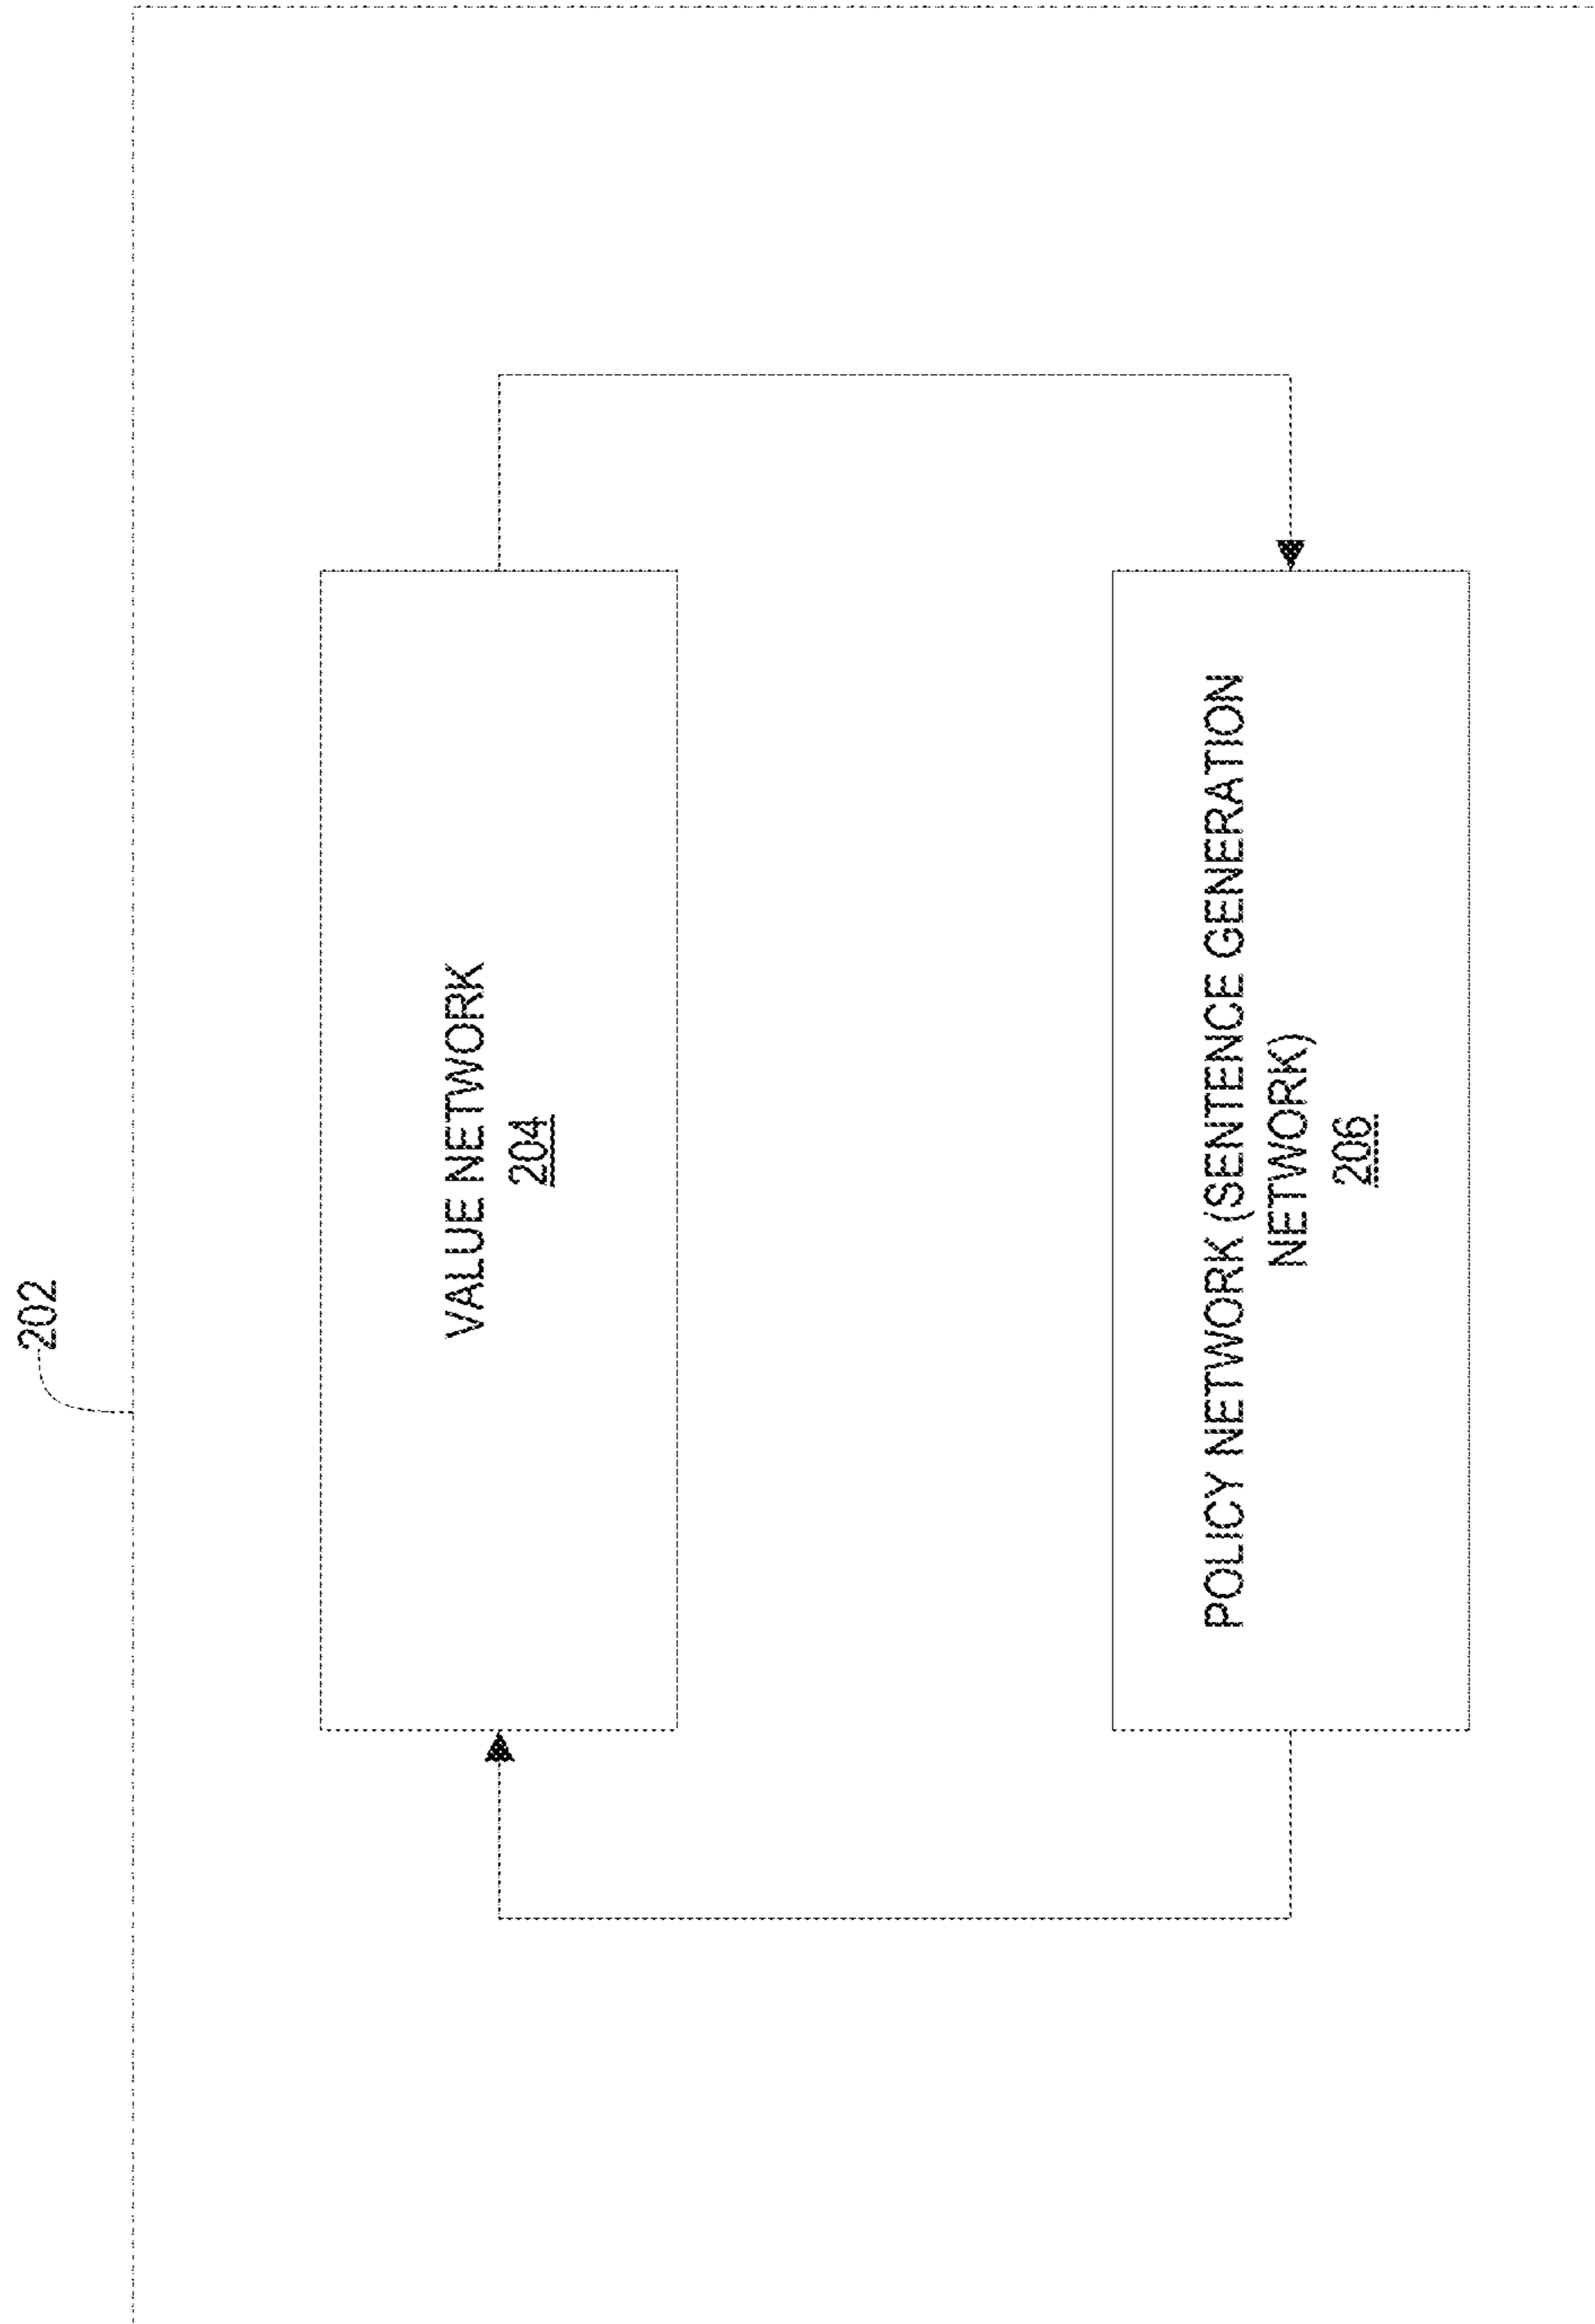 202
VALUE NETWORK
204
POLICY NETWORK (SENTENCE GENERATION
NETWORK)
206